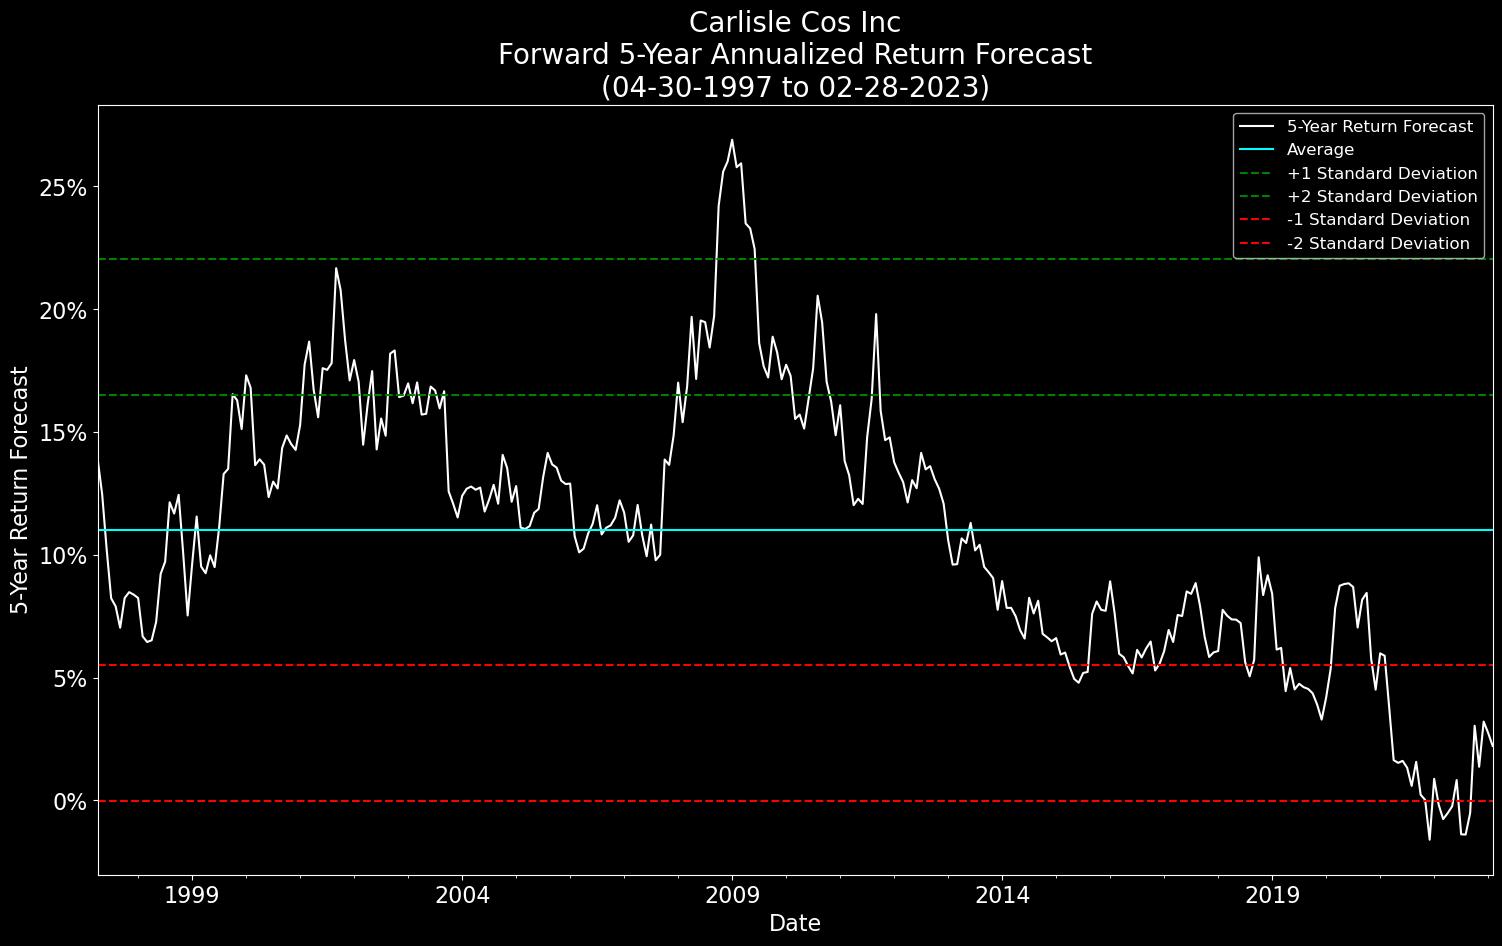 Carlisle Cos Inc
Forward 5-Year Annualized Return Forecast
(04-30-1997 to 02-28-2023)
5-Year Return Forecast
Average
+1 Standard Deviation
+2 Standard Deviation
-1 Standard Deviation
-2 Standard Deviation
5-Year Return Forecast
25%
20%
15%
10%
5%
0%
1999
2004
2009
2014
2019
Date